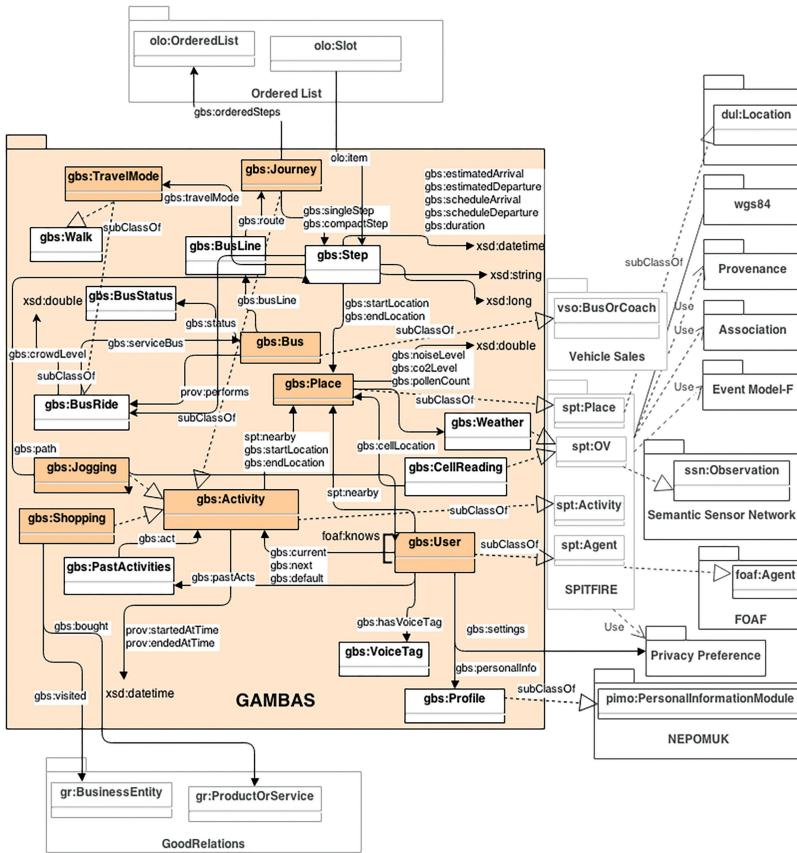 olo:OrderedList
olo:Slot
Ordered List
gbs:orderedSteps
olo:item
gbs:Journey
gbs:TravelMode
gbs:travelMode
gbs:estimatedArrival
gbs:estimatedDeparture
gbs:scheduleArrival
gbs:scheduleDeparture
gbs:duration
dul:Location
gbs:singleStep
gbs:compactStep
gbs:route
wgs84
gbs:Walk
subClassOf
gbs:BusLine
gbs:Step
xsd:datetime
subClassOf
xsd:string
Provenance
xsd:double
gbs:BusStatus
gbs:busLine
xsd:long
Use
gbs:startLocation
gbs:endLocation
vso:BusOrCoach
gbs:status
subClassOf
Use
Association
gbs:crowdLevel
gbs:serviceBus
gbs:Bus
xsd:double
Vehicle Sales
gbs:noiseLevel
gbs:co2Level
gbs:pollenCount
subClassOf
prov:performs
gbs:Place
subClassOf
Use
Event Model-F
gbs:BusRide
subClassOf
spt:Place
gbs:Weather
gbs:path
spt:nearby
gbs:startLocation
gbs:endLocation
gbs:cellLocation
spt:OV
gbs:Jogging
gbs:CellReading
ssn:Observation
gbs:Activity
spt:nearby
spt:Activity
Semantic Sensor Network
gbs:Shopping
subClassOf
gbs:act
foaf:knows
gbs:User
subClassOf
spt:Agent
gbs:PastActivities
gbs:current
gbs:next
gbs:default
gbs:pastActs
foaf:Agent
SPITFIRE
FOAF
gbs:bought
prov:startedAtTime
prov:endedAtTime
gbs:hasVoiceTag
gbs:settings
Use
gbs:VoiceTag
Privacy Preference
gbs:personalInfo
xsd:datetime
gbs:visited
GAMBAS
gbs:Profile
subClassOf
pimo:PersonalInformationModule
NEPOMUK
gr:BusinessEntity
gr:ProductOrService
GoodRelations